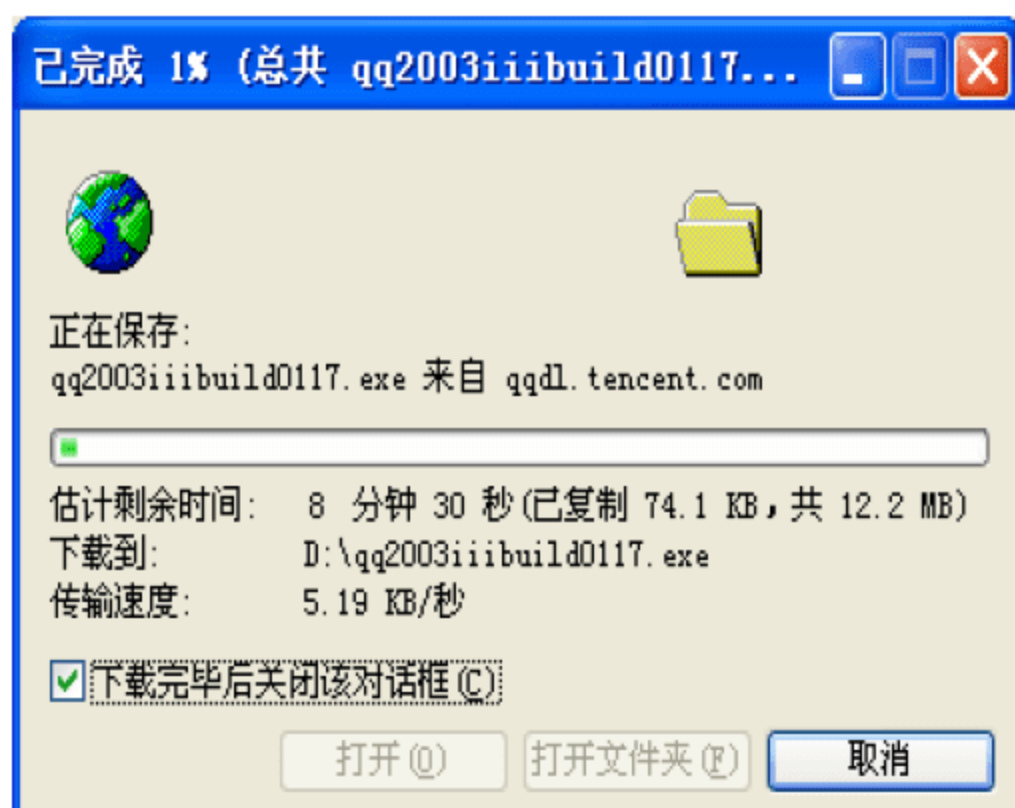 已完成 1% (总共 qq2003iiibuild0117...
正在保存:
qq2003iiibuild0117.exe 来自 qqdl.tencent.com
估计剩余时间: 8 分钟 30 秒(已复制 74.1 KB,共 12.2 MB)
下载到: D:\qq2003iiibuild0117.exe
传输速度: 5.19 KB/秒
下载完毕后关闭该对话框(C)
打开(O) 打开文件夹(F) 取消